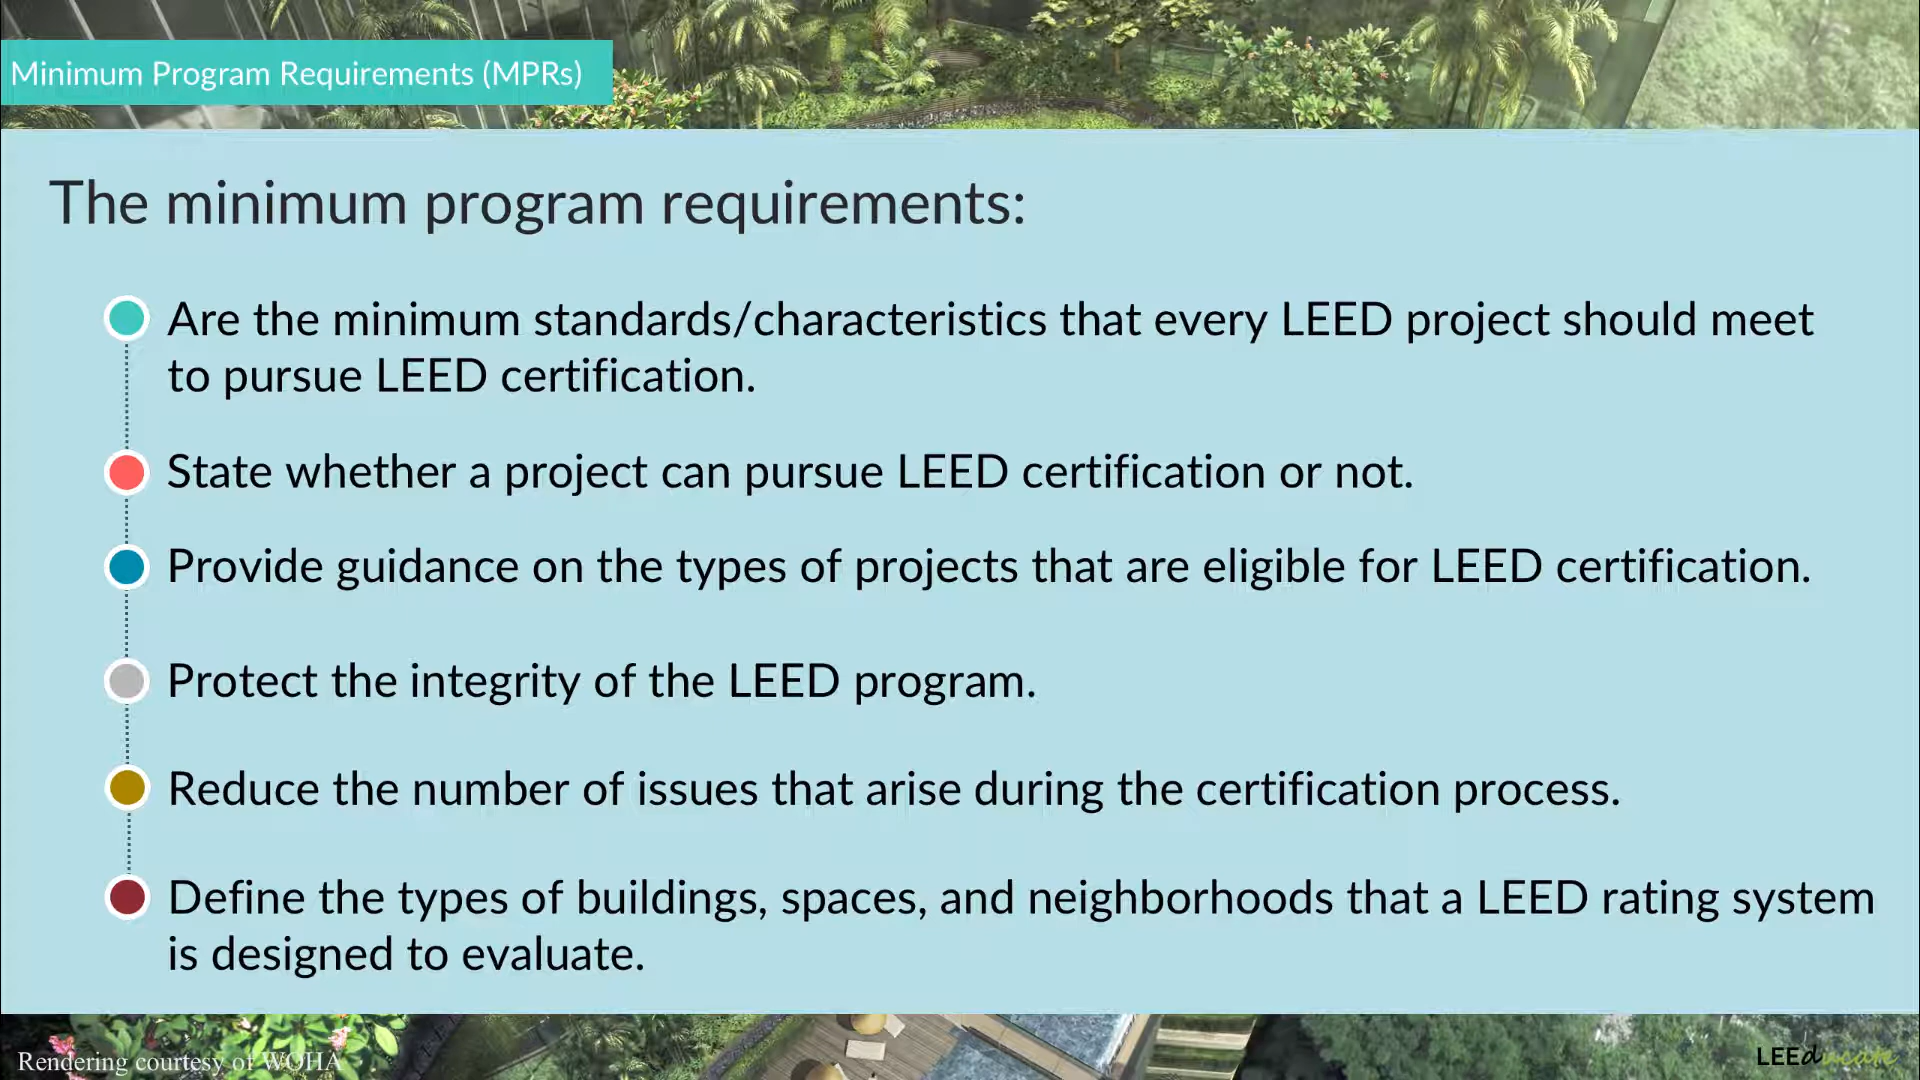 Minimum Program Requirements (MPRs)
The minimum program requirements:
Are the minimum standards/characteristics that every LEED project should meet
to pursue LEED certification.
State whether a project can pursue LEED certification or not.
Provide guidance on the types of projects that are eligible for LEED certification.
Protect the integrity of the LEED program.
Reduce the number of issues that arise during the certification process.
Define the types of buildings, spaces, and neighborhoods that a LEED rating system
is designed to evaluate.
Rendering courtesy of WOHA
LEEducate